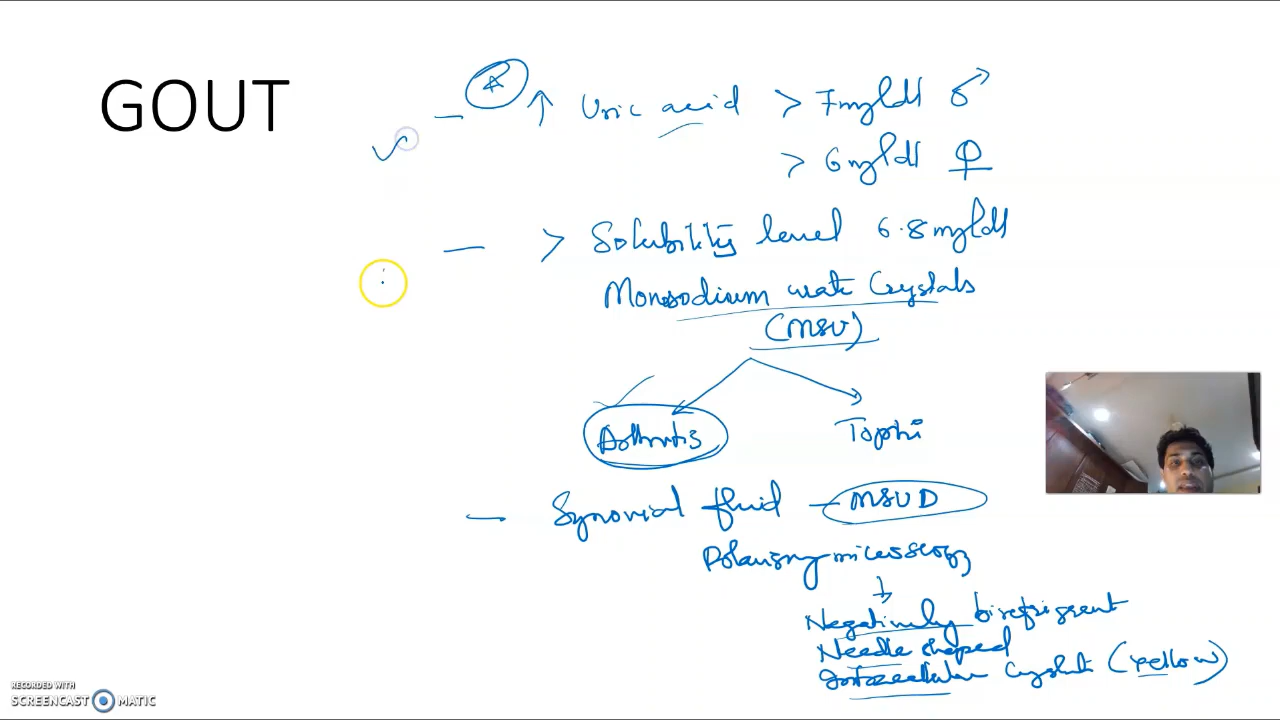 GOUT
↑ Uric acid > 7mg/dl ♂
> 6mg/dl ♀
> Solubility level 6.8mg/dl
Monosodium urate Crystals
(MSU)
Arthritis Tophi
Synovial fluid - MSUD
Polarising microscopy
↓
Negatively birefrigrent
Needle shaped
Intracellular Crystals (yellow)
RECORDED WITH
SCREENCAST MATIC